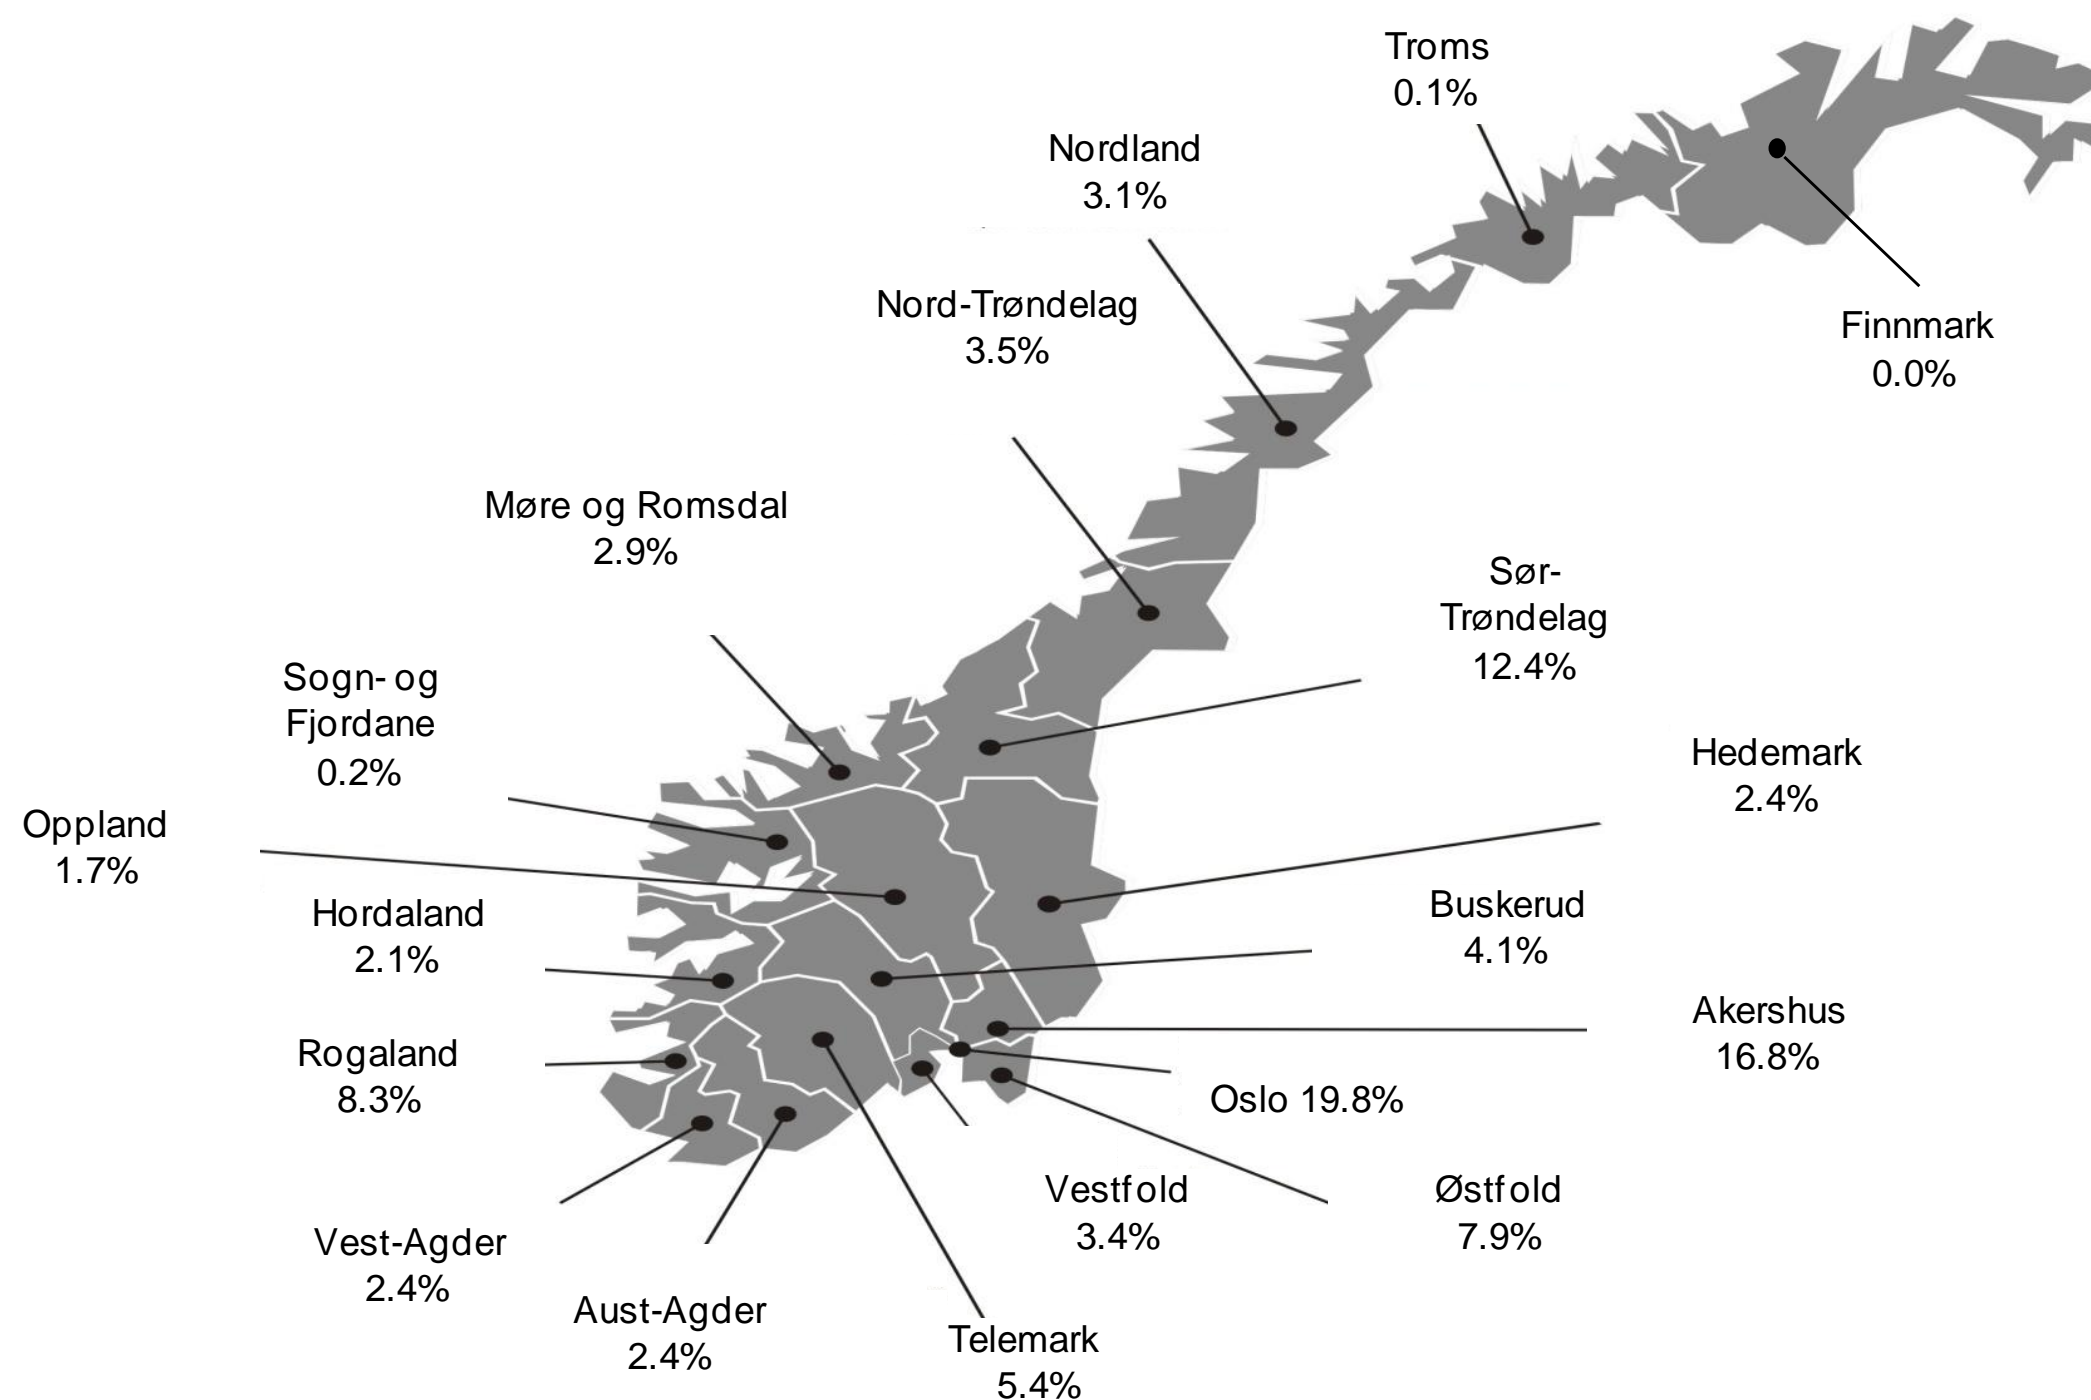 Troms
0.1%
Nordland
3.1%
Nord-Trøndelag
3.5%
Finnmark
0.0%
Møre og Romsdal
2.9%
Sør-
Trøndelag
12.4%
Sogn- og
Fjordane
0.2%
Hedemark
2.4%
Oppland
1.7%
Hordaland
2.1%
Buskerud
4.1%
Akershus
16.8%
Rogaland
8.3%
Oslo 19.8%
Vestfold
3.4%
Østfold
7.9%
Vest-Agder
2.4%
Aust-Agder
2.4%
Telemark
5.4%